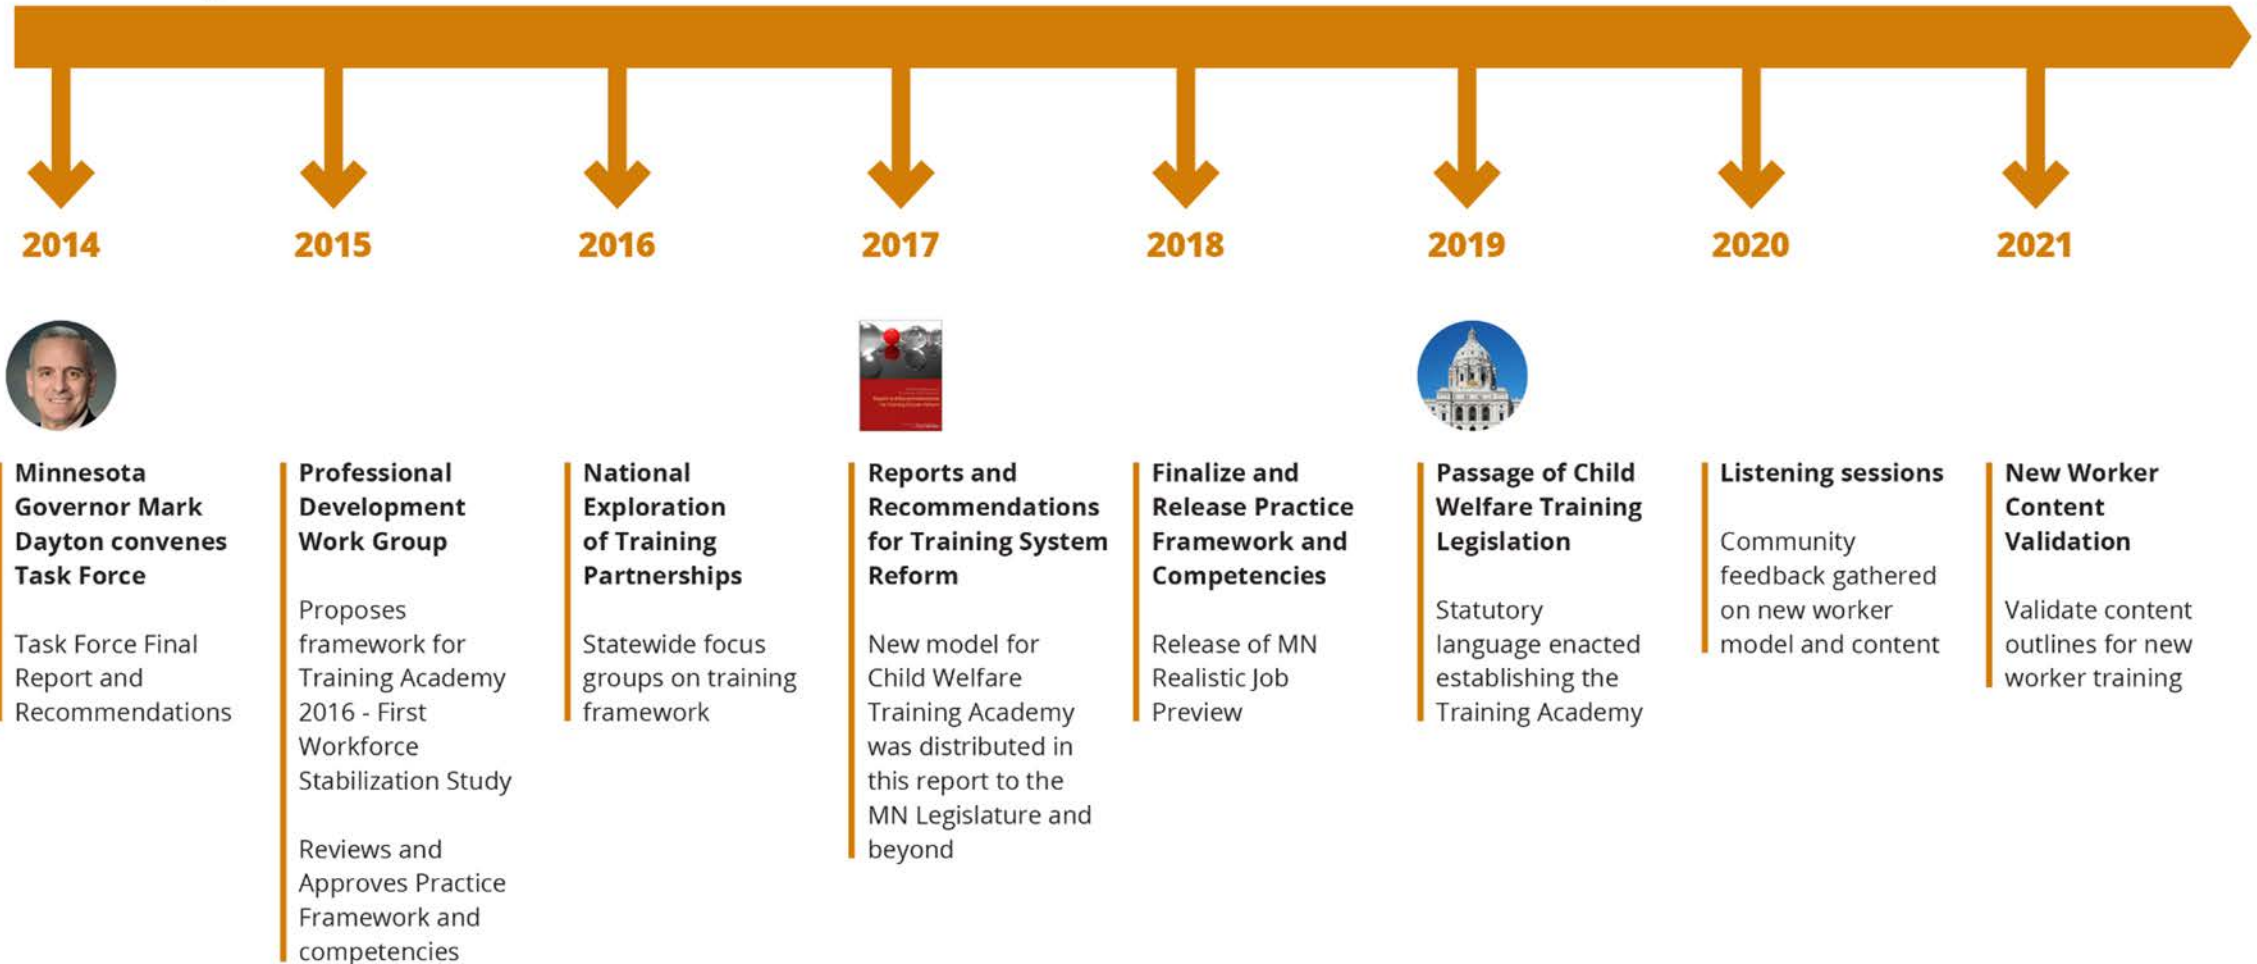 2014
2015
2016
2017
2018
2019
2020
2021
Minnesota
Governor Mark
Dayton convenes
Task Force
Task Force Final
Report and
Recommendations
Professional
Development
Work Group
Proposes
framework for
Training Academy
2016 - First
Workforce
Stabilization Study
Reviews and
Approves Practice
Framework and
competencies
National
Exploration
of Training
Partnerships
Statewide focus
groups on training
framework
Reports and
Recommendations
for Training System
Reform
New model for
Child Welfare
Training Academy
was distributed in
this report to the
MN Legislature and
beyond
Finalize and
Release Practice
Framework and
Competencies
Release of MN
Realistic Job
Preview
Passage of Child
Welfare Training
Legislation
Statutory
language enacted
establishing the
Training Academy
Listening sessions
Community
feedback gathered
on new worker
model and content
New Worker
Content
Validation
Validate content
outlines for new
worker training